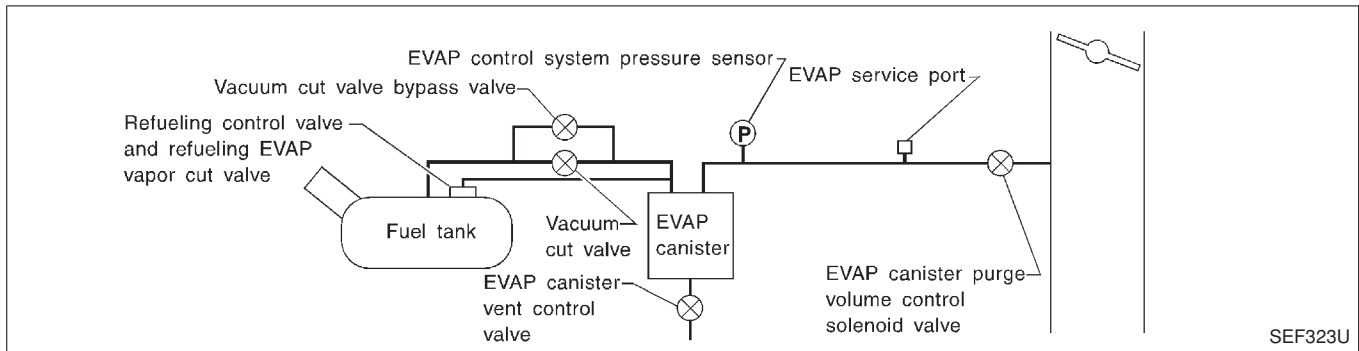 EVAP control system pressure sensor
EVAP service port
Vacuum cut valve bypass valve
Refueling control valve
and refueling EVAP
vapor cut valve
P
Fuel tank
Vacuum
cut valve
EVAP
canister
EVAP canister
vent control
valve
EVAP canister purge
volume control
solenoid valve
SEF323U